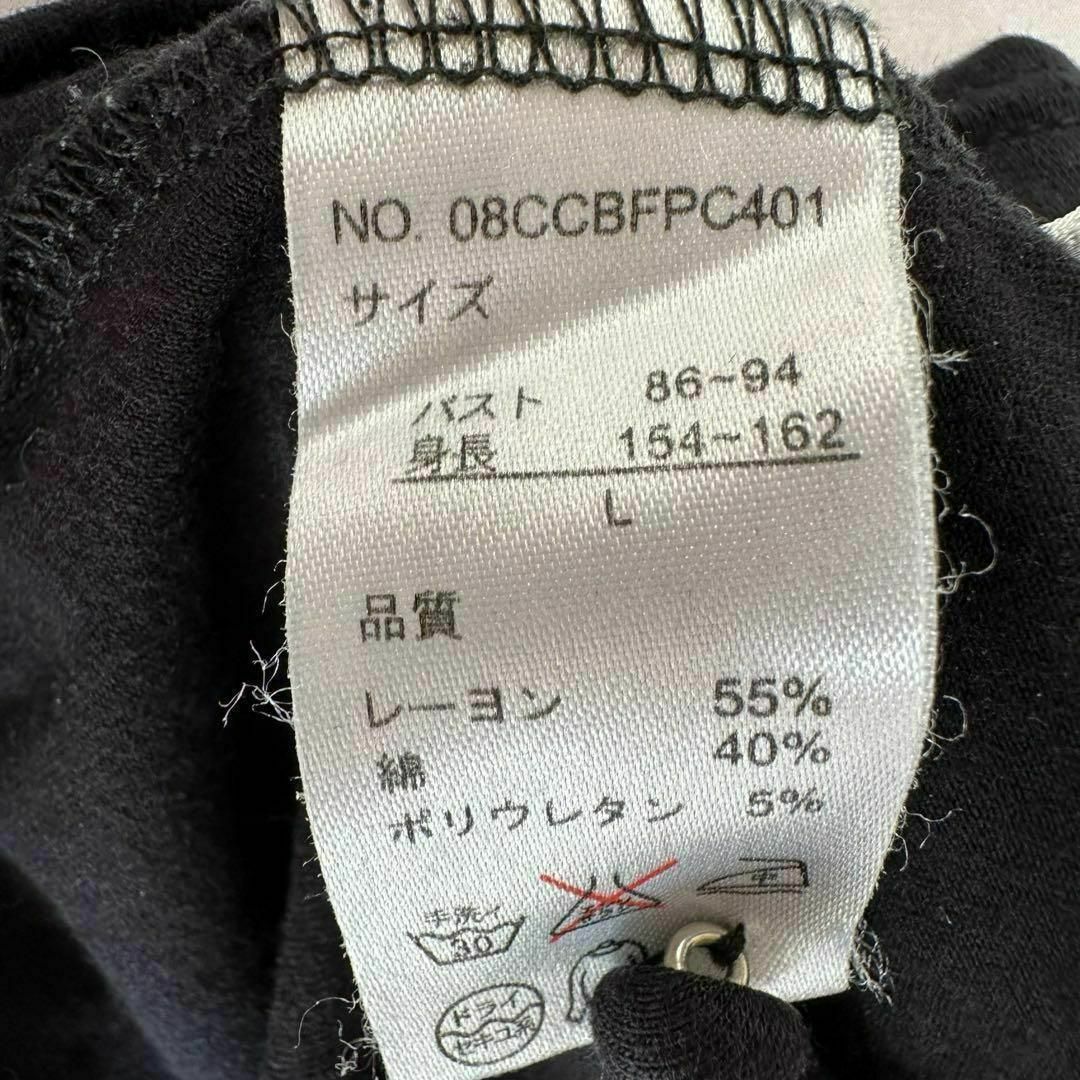 NO. 08CCBFPC401
サイズ
バスト 86~94
身長 154~162
L
品質
レーヨン 55%
綿 40%
ポリウレタン 5%
手洗イ
30
中
ドライ
セキユ系